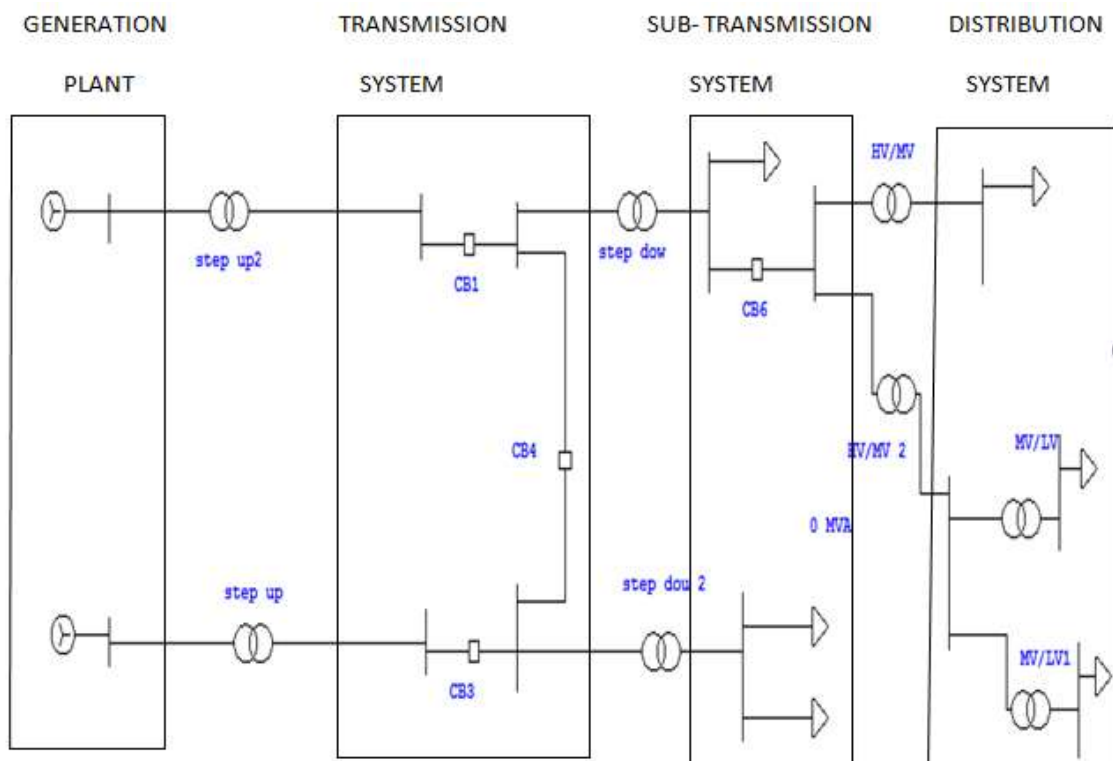 GENERATION
PLANT
TRANSMISSION
SYSTEM
SUB- TRANSMISSION
SYSTEM
DISTRIBUTION
SYSTEM
HV/MV
step up2
step dow
CB1
CB6
CB4
HV/MV 2
MV/LV
0 MVA
step up
step dou 2
CB3
MV/LV1